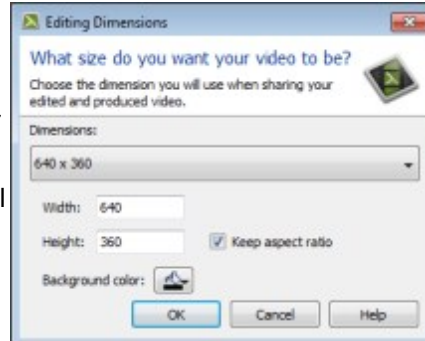 Editing Dimensions
What size do you want your video to be?
Choose the dimension you will use when sharing your
edited and produced video.
Dimensions:
640 x 360
Width: 640
Height: 360
Keep aspect ratio
Background color:
OK Cancel Help